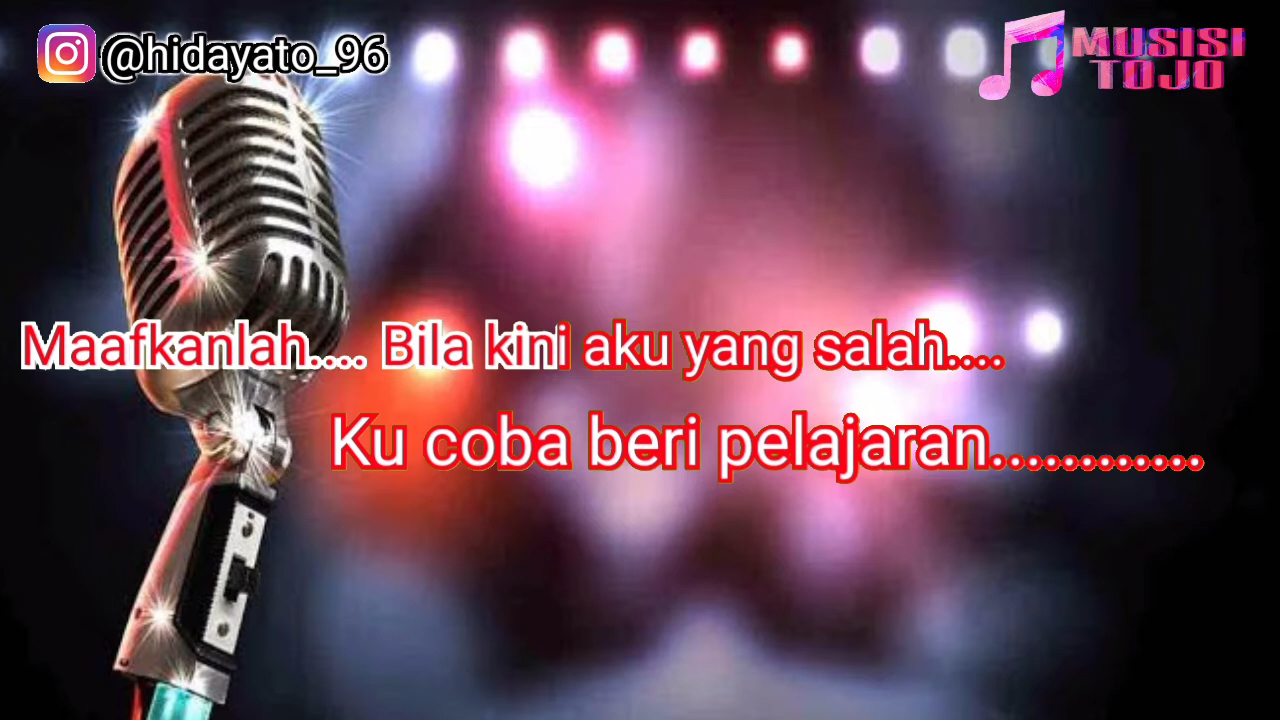 @hidayato_96
MUSISI
TOJO
Maafkanlah.... Bila kini aku yang salah....
Ku coba beri pelajaran............